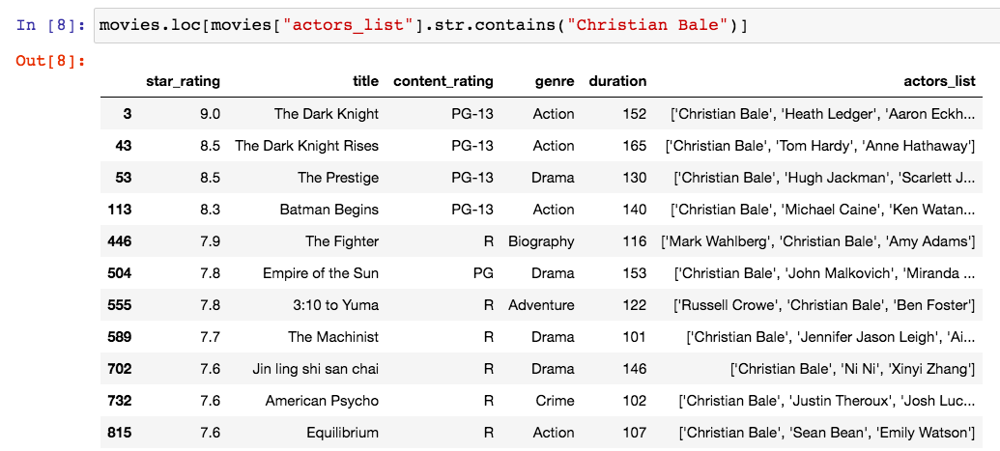 In [8]: movies.loc[movies["actors_list"].str.contains("Christian Bale")]
Out[8]:
star_rating title content_rating genre duration actors_list
3 9.0 The Dark Knight PG-13 Action 152 ['Christian Bale', 'Heath Ledger', 'Aaron Eckh...
43 8.5 The Dark Knight Rises PG-13 Action 165 ['Christian Bale', 'Tom Hardy', 'Anne Hathaway']
53 8.5 The Prestige PG-13 Drama 130 ['Christian Bale', 'Hugh Jackman', 'Scarlett J...
113 8.3 Batman Begins PG-13 Action 140 ['Christian Bale', 'Michael Caine', 'Ken Watan...
446 7.9 The Fighter R Biography 116 ['Mark Wahlberg', 'Christian Bale', 'Amy Adams']
504 7.8 Empire of the Sun PG Drama 153 ['Christian Bale', 'John Malkovich', 'Miranda ...
555 7.8 3:10 to Yuma R Adventure 122 ['Russell Crowe', 'Christian Bale', 'Ben Foster']
589 7.7 The Machinist R Drama 101 ['Christian Bale', 'Jennifer Jason Leigh', 'Ai...
702 7.6 Jin ling shi san chai R Drama 146 ['Christian Bale', 'Ni Ni', 'Xinyi Zhang']
732 7.6 American Psycho R Crime 102 ['Christian Bale', 'Justin Theroux', 'Josh Luc...
815 7.6 Equilibrium R Action 107 ['Christian Bale', 'Sean Bean', 'Emily Watson']